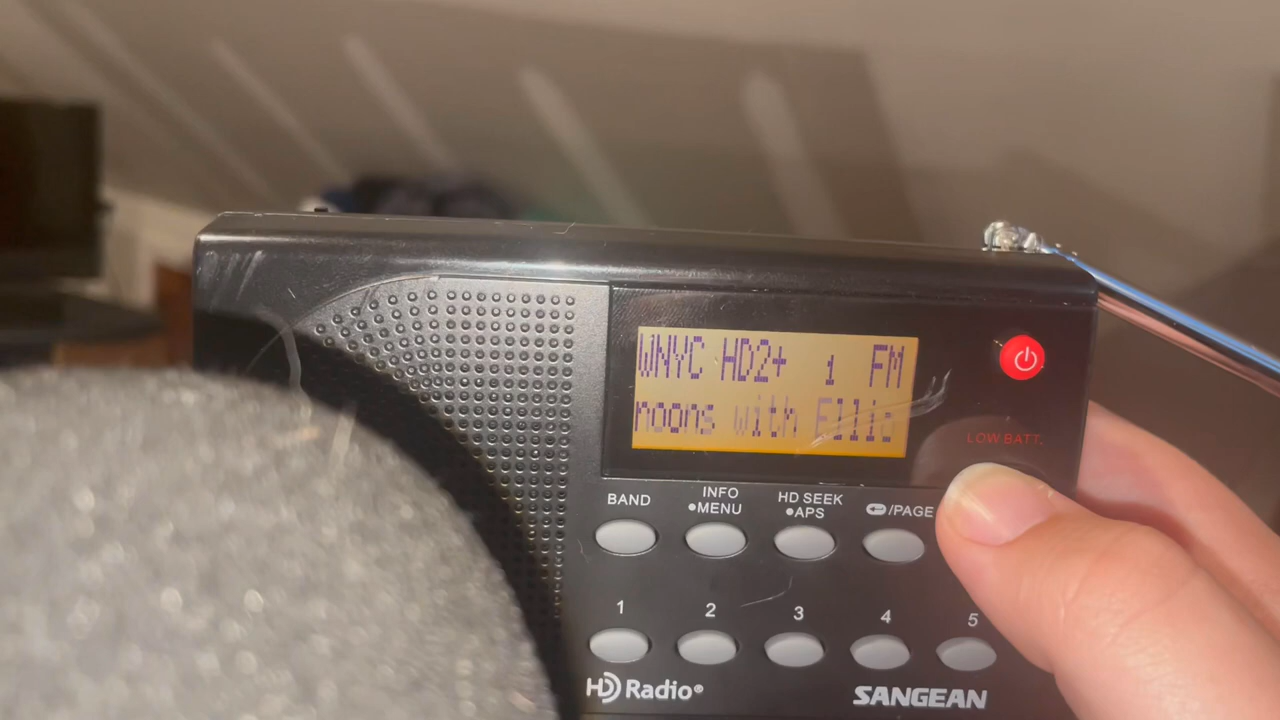 WNYC HD2+ 1 FM
noons with Ellic
LOW BATT.
BAND
INFO
•MENU
HD SEEK
•APS
/PAGE
1 2 3 4 5
HD Radio®
SANGEAN